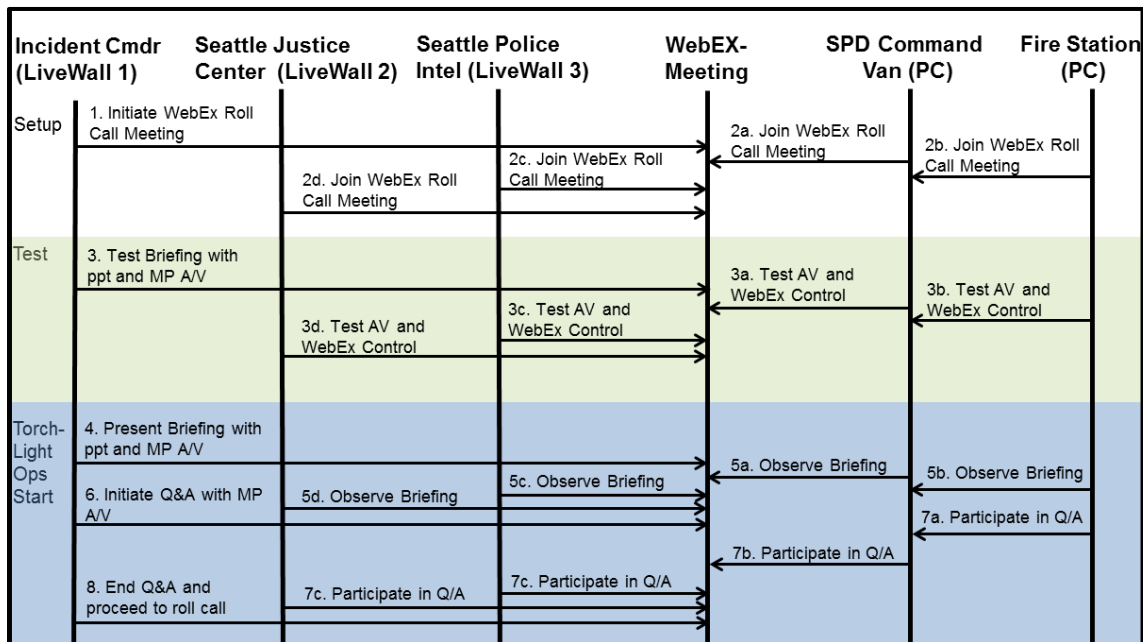 Incident Cmdr
(LiveWall 1)
Seattle Justice
Center (LiveWall 2)
Seattle Police
Intel (LiveWall 3)
WebEX-
Meeting
SPD Command
Van (PC)
Fire Station
(PC)
Setup
1. Initiate WebEx Roll
Call Meeting
2a. Join WebEx Roll
Call Meeting
2b. Join WebEx Roll
Call Meeting
2c. Join WebEx Roll
Call Meeting
2d. Join WebEx Roll
Call Meeting
Test
3. Test Briefing with
ppt and MP A/V
3a. Test AV and
WebEx Control
3b. Test AV and
WebEx Control
3c. Test AV and
WebEx Control
3d. Test AV and
WebEx Control
Torch-
Light
Ops
Start
4. Present Briefing with
ppt and MP A/V
5a. Observe Briefing
5b. Observe Briefing
5c. Observe Briefing
5d. Observe Briefing
6. Initiate Q&A with MP
A/V
7a. Participate in Q/A
7b. Participate in Q/A
7c. Participate in Q/A
7c. Participate in Q/A
8. End Q&A and
proceed to roll call